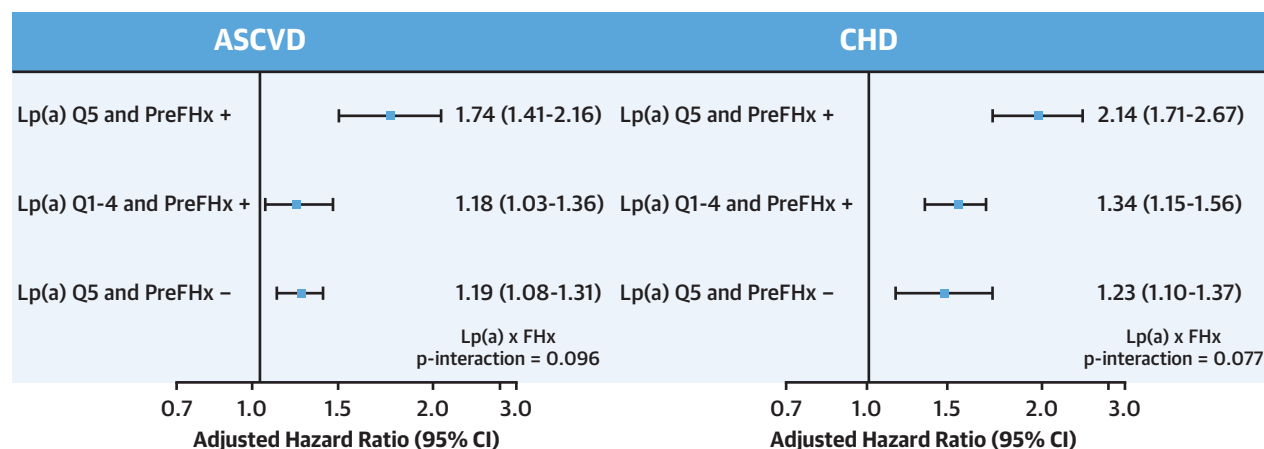 ASCVD
Lp(a) Q5 and PreFHx +
1.74 (1.41-2.16)
Lp(a) Q1-4 and PreFHx +
1.18 (1.03-1.36)
Lp(a) Q5 and PreFHx –
1.19 (1.08-1.31)
Lp(a) x FHx
p-interaction = 0.096
0.7 1.0 1.5 2.0 3.0
Adjusted Hazard Ratio (95% CI)
CHD
Lp(a) Q5 and PreFHx +
2.14 (1.71-2.67)
Lp(a) Q1-4 and PreFHx +
1.34 (1.15-1.56)
Lp(a) Q5 and PreFHx –
1.23 (1.10-1.37)
Lp(a) x FHx
p-interaction = 0.077
0.7 1.0 1.5 2.0 3.0
Adjusted Hazard Ratio (95% CI)